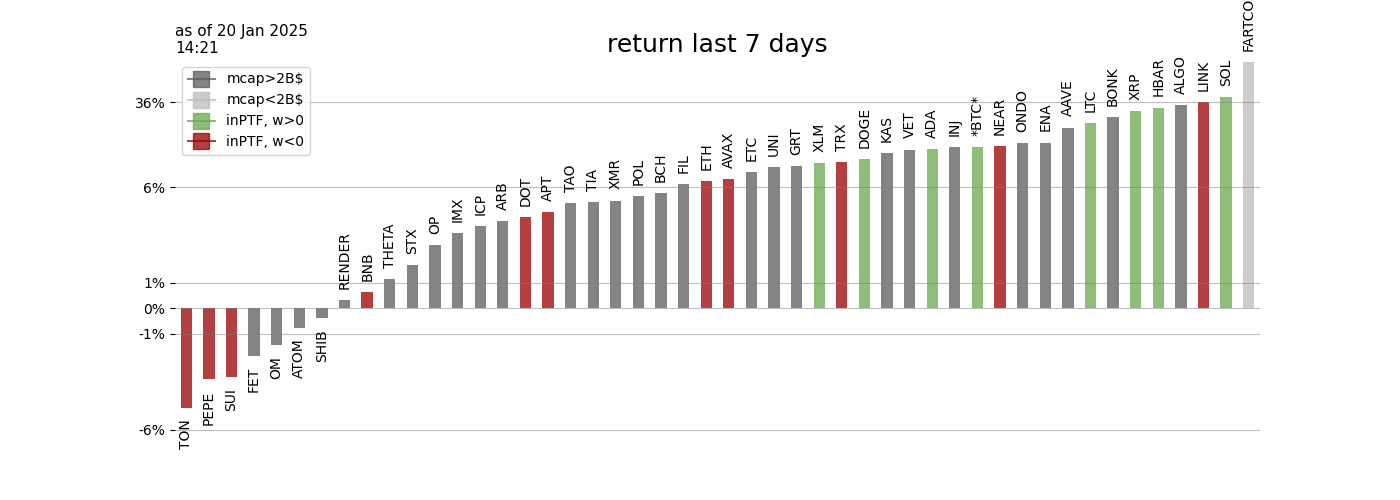 as of 20 Jan 2025
14:21
return last 7 days
mcap>2B$
mcap<2B$
inPTF, w>0
inPTF, w<0
36%
6%
1%
0%
-1%
-6%
TON
PEPE
SUI
FET
OM
ATOM
SHIB
RENDER
BNB
THETA
STX
OP
IMX
ICP
ARB
DOT
APT
TAO
TIA
XMR
POL
BCH
FIL
ETH
AVAX
ETC
UNI
GRT
XLM
TRX
DOGE
KAS
VET
ADA
INJ
*BTC*
NEAR
ONDO
ENA
AAVE
LTC
BONK
XRP
HBAR
ALGO
LINK
SOL
FARTCO